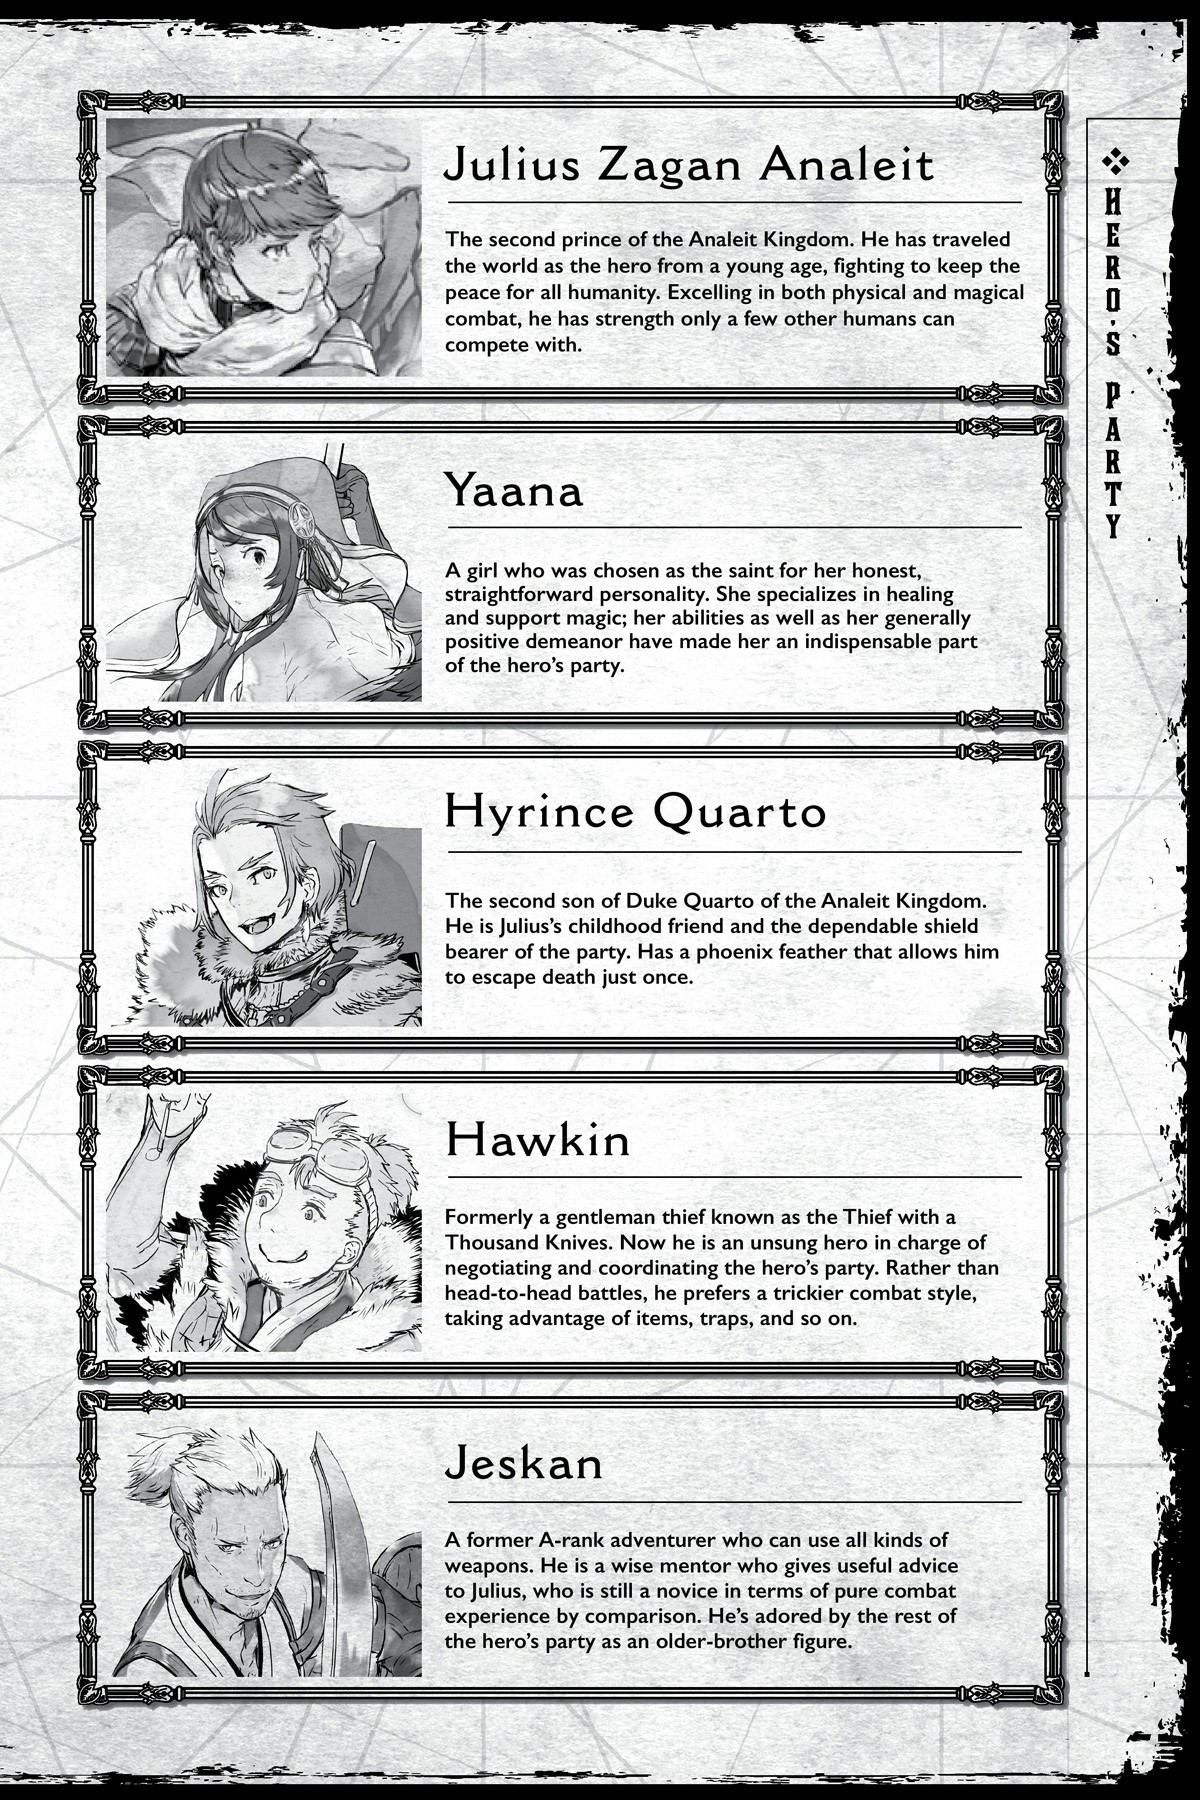 Julius Zagan Analeit
The second prince of the Analeit Kingdom. He has traveled
the world as the hero from a young age, fighting to keep the
peace for all humanity. Excelling in both physical and magical
combat, he has strength only a few other humans can
compete with.
Yaana
A girl who was chosen as the saint for her honest,
straightforward personality. She specializes in healing
and support magic; her abilities as well as her generally
positive demeanor have made her an indispensable part
of the hero’s party.
Hyrince Quarto
The second son of Duke Quarto of the Analeit Kingdom.
He is Julius’s childhood friend and the dependable shield
bearer of the party. Has a phoenix feather that allows him
to escape death just once.
Hawkin
Formerly a gentleman thief known as the Thief with a
Thousand Knives. Now he is an unsung hero in charge of
negotiating and coordinating the hero’s party. Rather than
head-to-head battles, he prefers a trickier combat style,
taking advantage of items, traps, and so on.
Jeskan
A former A-rank adventurer who can use all kinds of
weapons. He is a wise mentor who gives useful advice
to Julius, who is still a novice in terms of pure combat
experience by comparison. He’s adored by the rest of
the hero’s party as an older-brother figure.
HERO'S PARTY